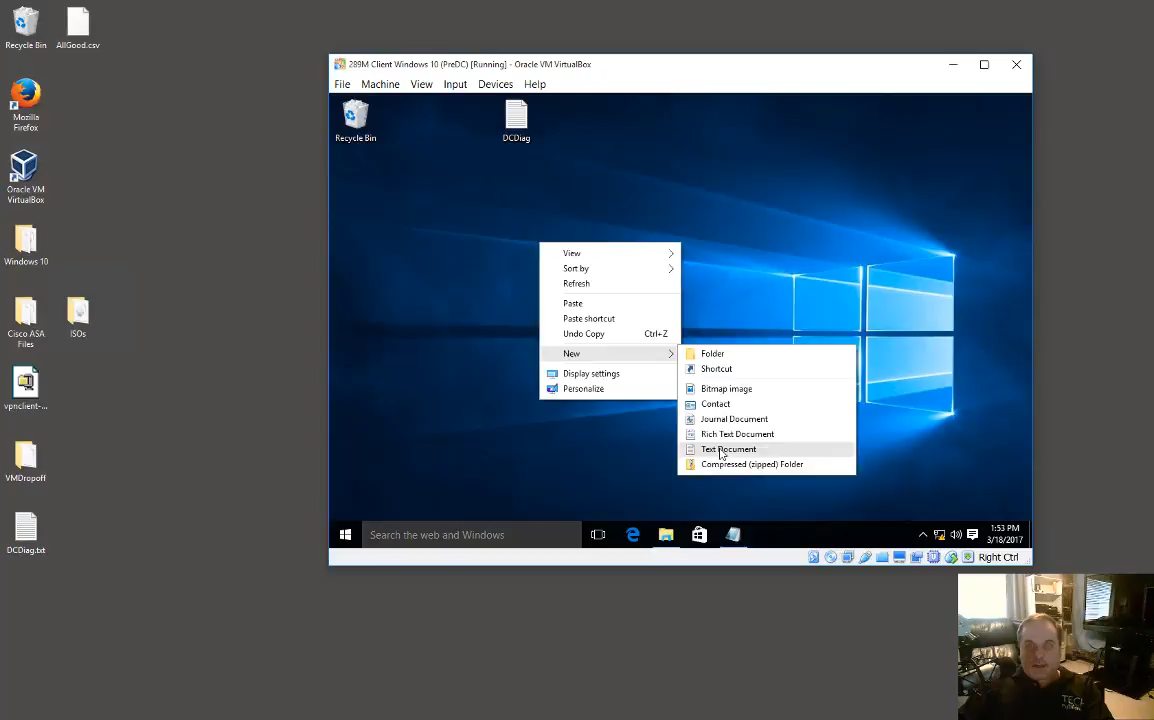 Recycle Bin
AllGood.csv
Mozilla
Firefox
Oracle VM
VirtualBox
Windows 10
Cisco ASA
Files
ISOs
vpnclient-...
VMDropoff
DCDiag.txt
289M Client Windows 10 (PreDC) [Running] - Oracle VM VirtualBox
File Machine View Input Devices Help
Recycle Bin
DCDiag
View
Sort by
Refresh
Paste
Paste shortcut
Undo Copy Ctrl+Z
New
Display settings
Personalize
Folder
Shortcut
Bitmap image
Contact
Journal Document
Rich Text Document
Text Document
Compressed (zipped) Folder
Search the web and Windows
1:53 PM
3/18/2017
Right Ctrl
TECH